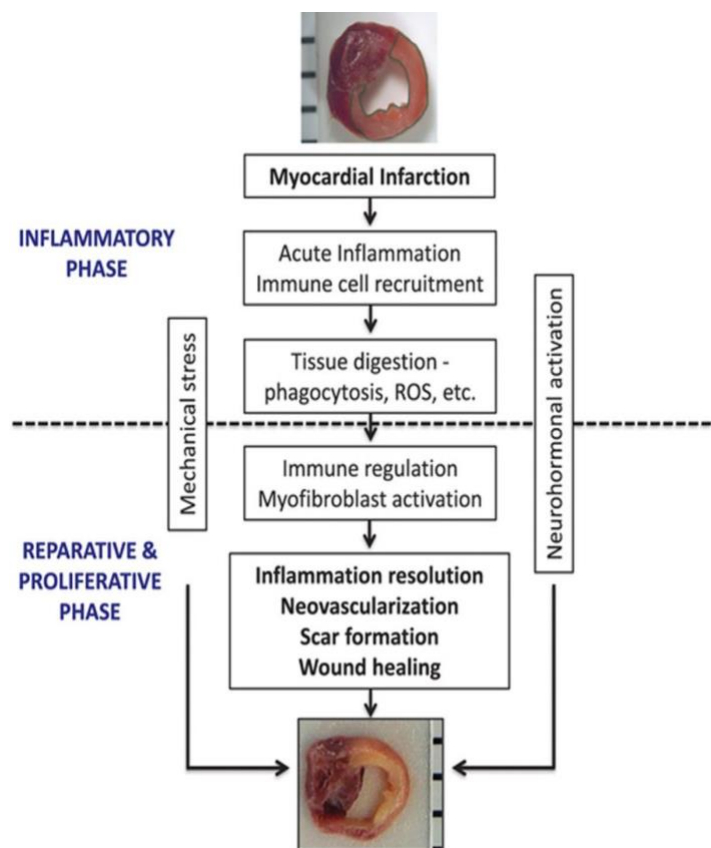 Myocardial Infarction
INFLAMMATORY
PHASE
Acute Inflammation
Immune cell recruitment
Tissue digestion -
phagocytosis, ROS, etc.
Mechanical stress
Neurohormonal activation
Immune regulation
Myofibroblast activation
REPARATIVE &
PROLIFERATIVE
PHASE
Inflammation resolution
Neovascularization
Scar formation
Wound healing